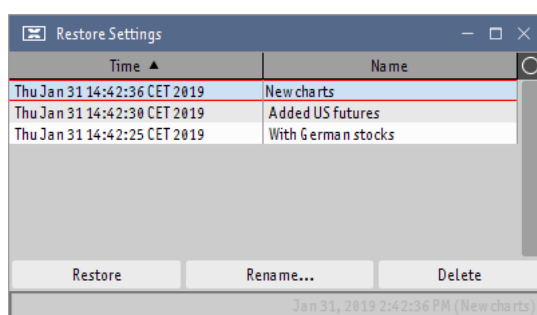 Restore Settings
Time ▲ Name
Thu Jan 31 14:42:36 CET 2019 New charts
Thu Jan 31 14:42:30 CET 2019 Added US futures
Thu Jan 31 14:42:25 CET 2019 With German stocks
Restore Rename... Delete
Jan 31, 2019 2:42:36 PM (New charts)